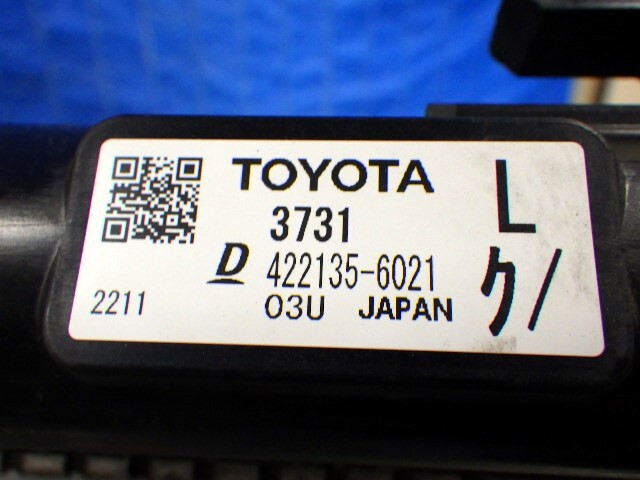 TOYOTA L
3731
D 422135-6021 ク/
2211 03U JAPAN